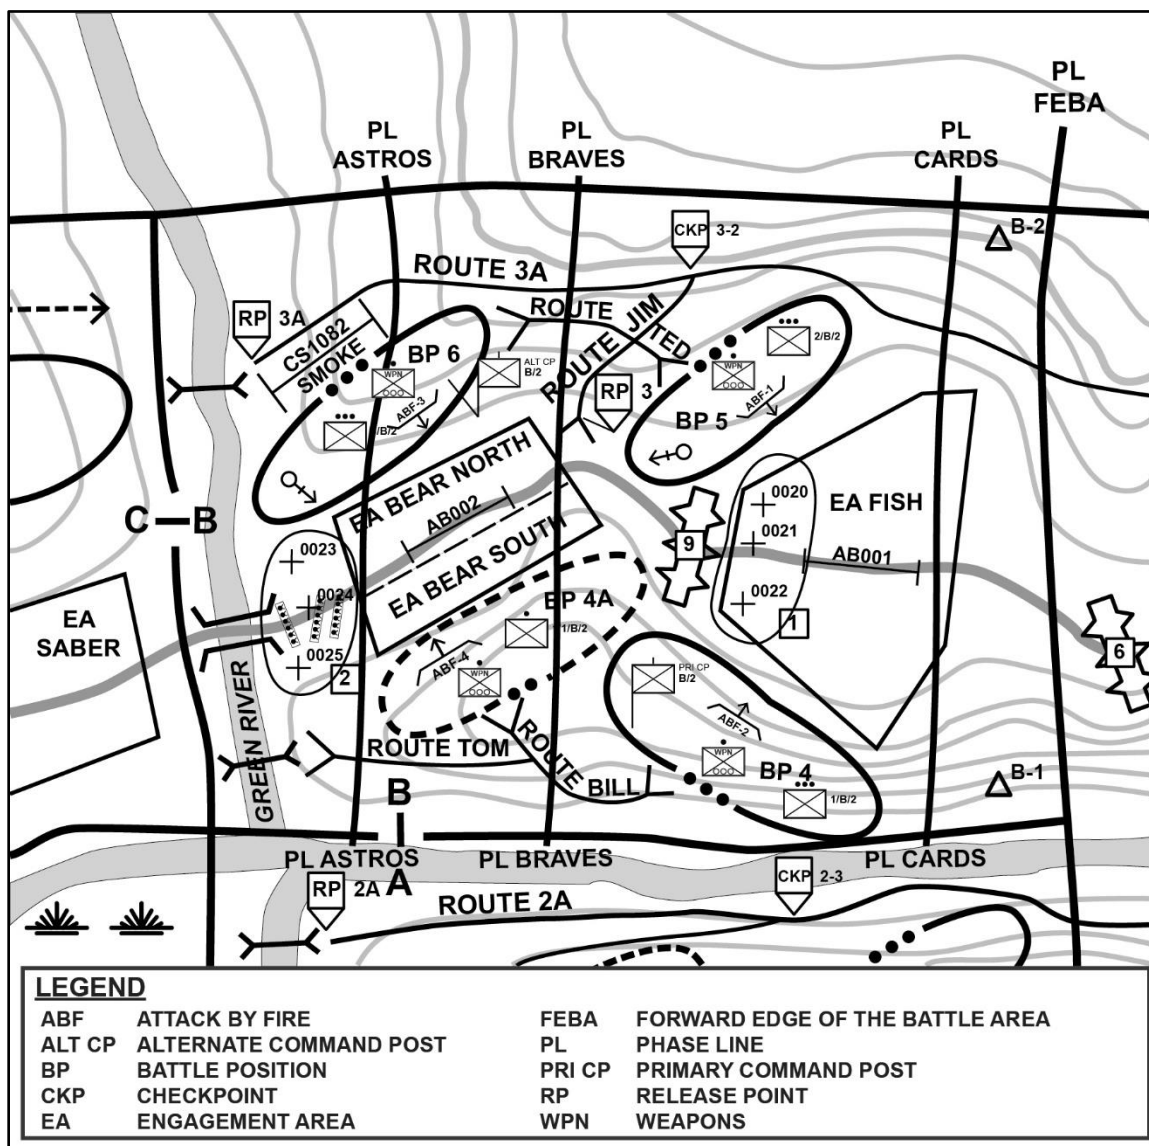 PL
FEBA
PL
ASTROS
PL
BRAVES
PL
CARDS
B-2
CKP 3-2
ROUTE 3A
RP 3A
CS1082
SMOKE
ROUTE
TED
ROUTE JIM
BP 6
WPN
ALT CP
B/2
ABF-3
/B/2
RP 3
2/B/2
WPN
ABF-1
BP 5
EA BEAR NORTH
AB002
EA BEAR SOUTH
EA FISH
0020
0021
0022
AB001
9
1
6
C B
0023
0024
0025
2
EA
SABER
GREEN RIVER
BP 4A
1/B/2
ABF-4
WPN
PRI CP
B/2
ABF-2
WPN
BP 4
1/B/2
B-1
ROUTE TOM
ROUTE
BILL
B
A
PL ASTROS
PL BRAVES
PL CARDS
RP 2A
CKP 2-3
ROUTE 2A
LEGEND
ABF ATTACK BY FIRE
ALT CP ALTERNATE COMMAND POST
BP BATTLE POSITION
CKP CHECKPOINT
EA ENGAGEMENT AREA
FEBA FORWARD EDGE OF THE BATTLE AREA
PL PHASE LINE
PRI CP PRIMARY COMMAND POST
RP RELEASE POINT
WPN WEAPONS